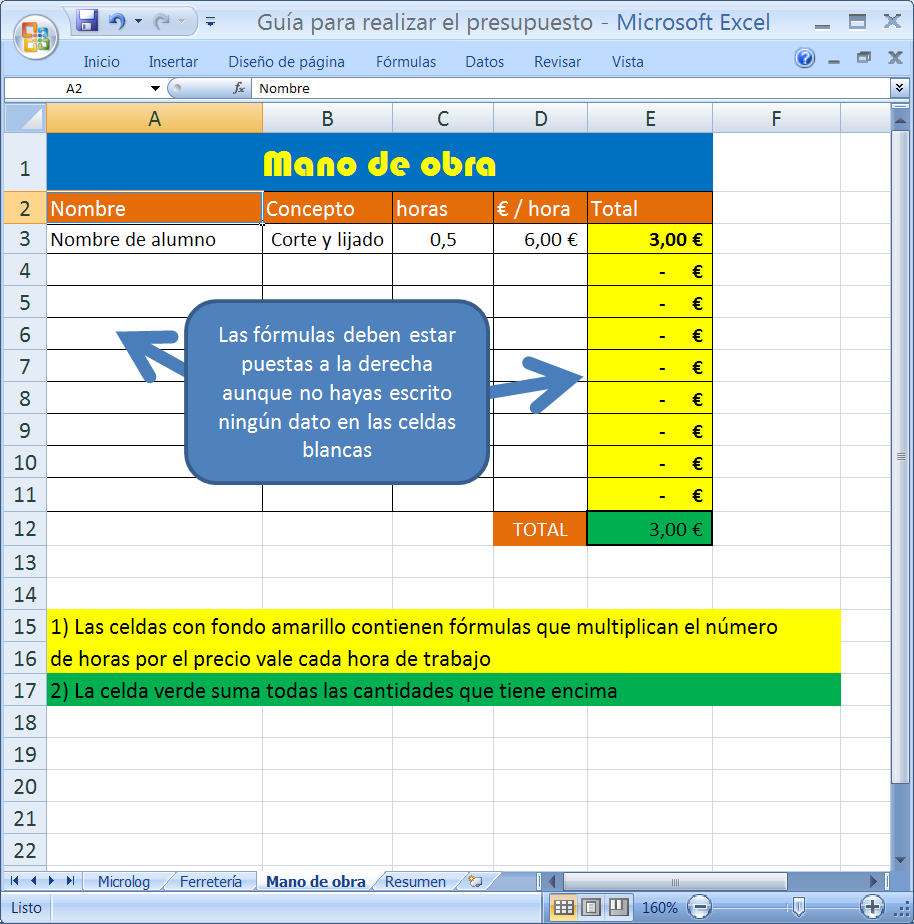 Guía para realizar el presupuesto - Microsoft Excel
Inicio Insertar Diseño de página Fórmulas Datos Revisar Vista
A2 fx Nombre
A B C D E F
1 Mano de obra
2 Nombre Concepto horas € / hora Total
3 Nombre de alumno Corte y lijado 0,5 6,00 € 3,00 €
4 - €
5 - €
6 - €
7 - €
8 - €
9 - €
10 - €
11 - €
Las fórmulas deben estar
puestas a la derecha
aunque no hayas escrito
ningún dato en las celdas
blancas
12 TOTAL 3,00 €
13
14
15 1) Las celdas con fondo amarillo contienen fórmulas que multiplican el número
16 de horas por el precio vale cada hora de trabajo
17 2) La celda verde suma todas las cantidades que tiene encima
18
19
20
21
22
Microlog Ferretería Mano de obra Resumen
Listo 160%